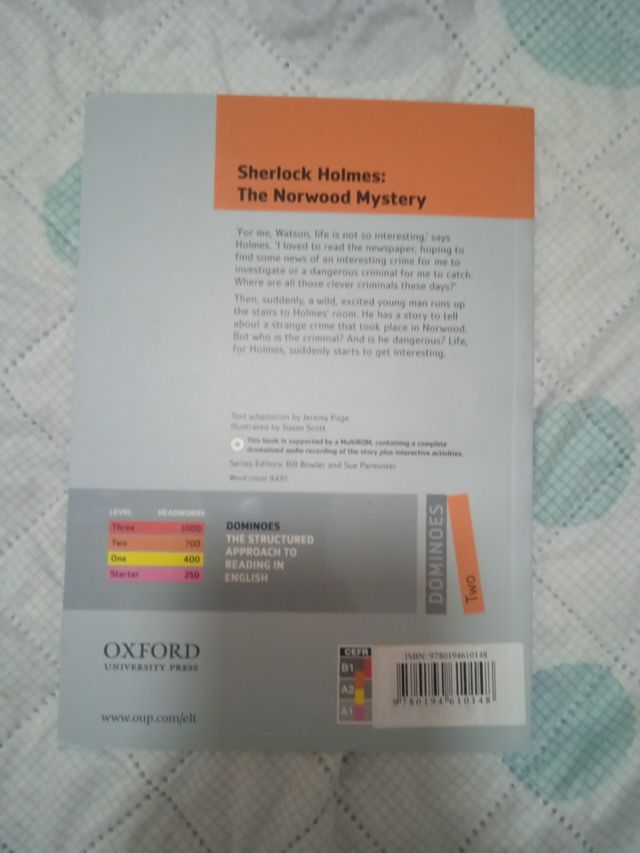 Sherlock Holmes:
The Norwood Mystery
'For me, Watson, life is not so interesting,' says
Holmes. 'I loved to read the newspaper, hoping to
find some news of an interesting crime for me to
investigate or a dangerous criminal for me to catch.
Where are all those clever criminals these days?'
Then, suddenly, a wild, excited young man runs up
the stairs to Holmes' room. He has a story to tell
about a strange crime that took place in Norwood.
But who is the criminal? And is he dangerous? Life,
for Holmes, suddenly starts to get interesting.
Text adaptation by Jeremy Page
Illustrated by Susan Scott
This book is supported by a MultiROM, containing a complete
dramatized audio recording of the story plus interactive activities.
Series Editors: Bill Bowler and Sue Parminter
Word count 9430
LEVEL HEADWORDS
Three 1000
Two 700
One 400
Starter 250
DOMINOES
THE STRUCTURED
APPROACH TO
READING IN
ENGLISH
DOMINOES
Two
OXFORD
UNIVERSITY PRESS
www.oup.com/elt
CEFR
B1
A2
A1
ISBN: 9780194610148
9 780194 610148